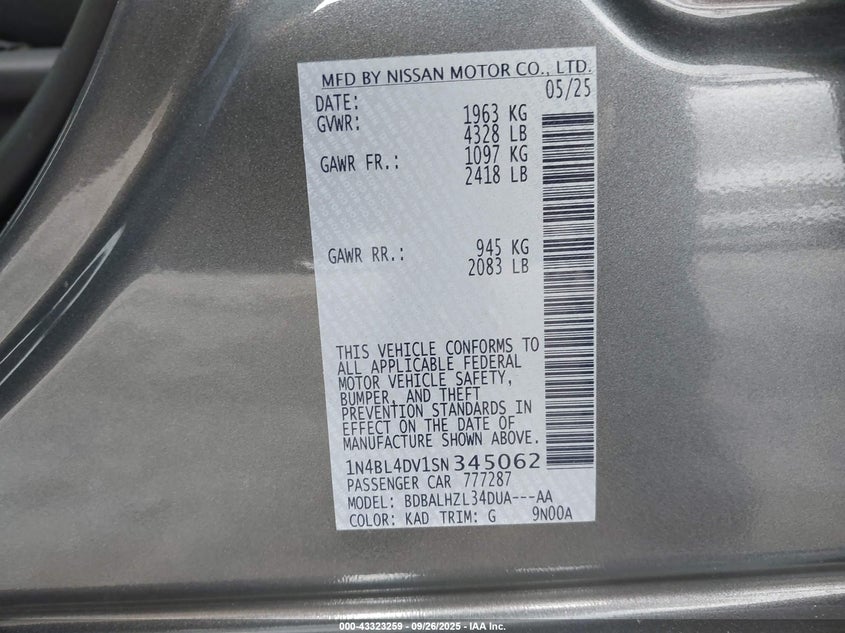 MFD BY NISSAN MOTOR CO., LTD.
DATE: 05/25
GVWR: 1963 KG
4328 LB
GAWR FR.: 1097 KG
2418 LB
GAWR RR.: 945 KG
2083 LB
THIS VEHICLE CONFORMS TO
ALL APPLICABLE FEDERAL
MOTOR VEHICLE SAFETY,
BUMPER, AND THEFT
PREVENTION STANDARDS IN
EFFECT ON THE DATE OF
MANUFACTURE SHOWN ABOVE.
1N4BL4DV1SN345062
PASSENGER CAR 777287
MODEL: BDBALHZL34DUA---AA
COLOR: KAD TRIM: G 9N00A
000-43323259 - 09/26/2025 - IAA Inc.